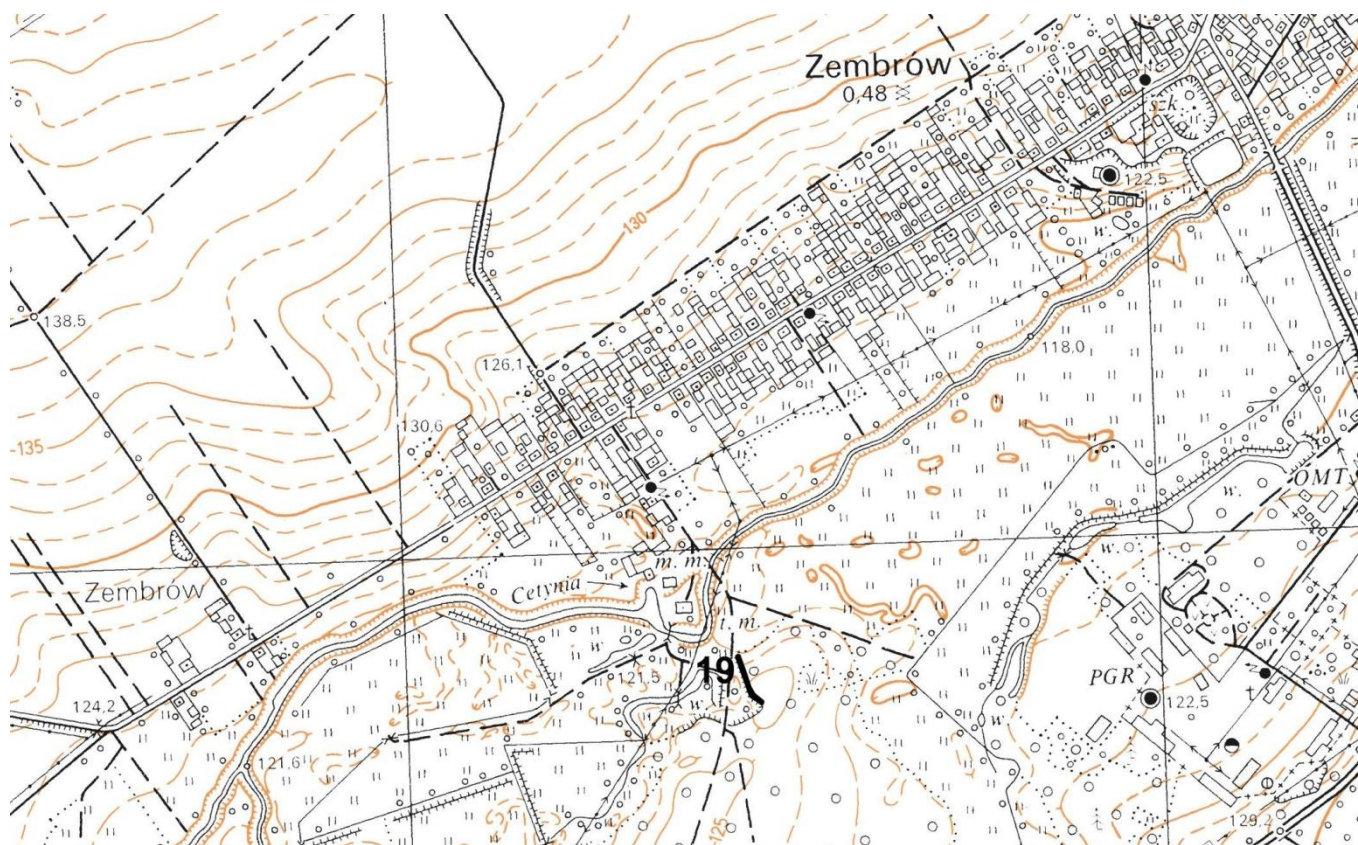 Zembrów
0,48
szk.
122,5
w.
130
138.5
118,0
126,1
130.6
135
OMT
w.
m. m.
w.
Zembrów
Cetynia
t. m.
w.
121.5
19
PGR
w.
122,5
w.
124,2
121.6
125
129,2